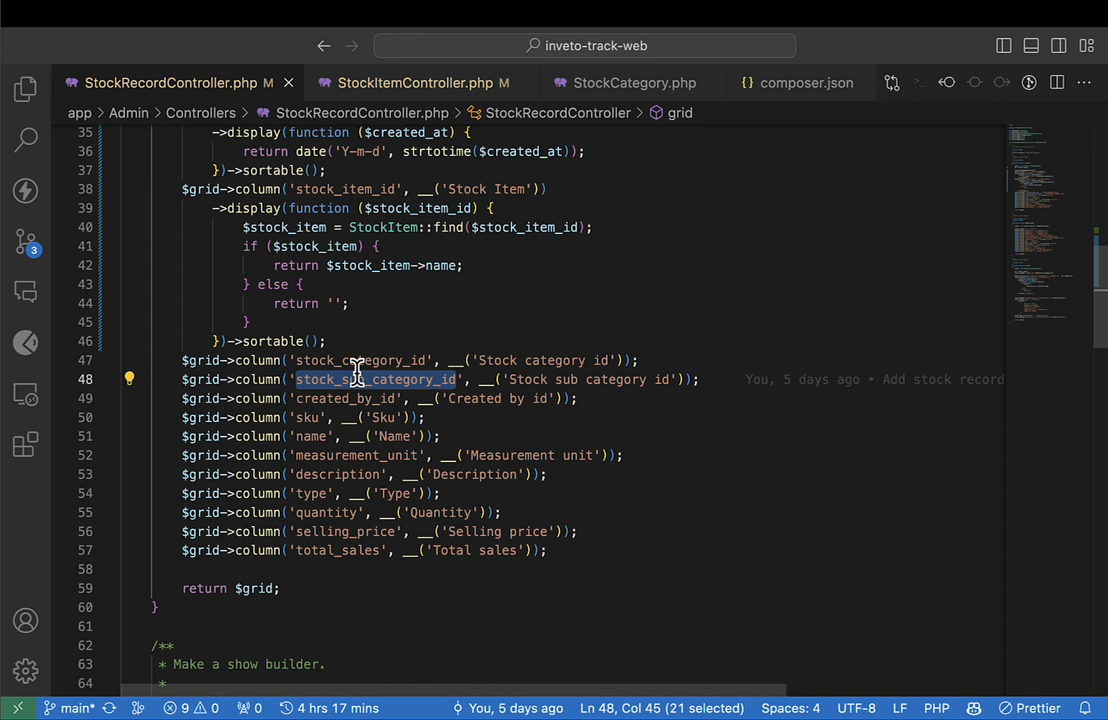 inveto-track-web
StockRecordController.php M StockItemController.php M StockCategory.php {} composer.json
app > Admin > Controllers > StockRecordController.php > StockRecordController > grid
35 ->display(function ($created_at) {
36 return date('Y-m-d', strtotime($created_at));
37 })->sortable();
38 $grid->column('stock_item_id', __('Stock Item'))
39 ->display(function ($stock_item_id) {
40 $stock_item = StockItem::find($stock_item_id);
41 if ($stock_item) {
42 return $stock_item->name;
43 } else {
44 return '';
45 }
46 })->sortable();
47 $grid->column('stock_category_id', __('Stock category id'));
48 $grid->column('stock_sub_category_id', __('Stock sub category id')); You, 5 days ago • Add stock record
49 $grid->column('created_by_id', __('Created by id'));
50 $grid->column('sku', __('Sku'));
51 $grid->column('name', __('Name'));
52 $grid->column('measurement_unit', __('Measurement unit'));
53 $grid->column('description', __('Description'));
54 $grid->column('type', __('Type'));
55 $grid->column('quantity', __('Quantity'));
56 $grid->column('selling_price', __('Selling price'));
57 $grid->column('total_sales', __('Total sales'));
58
59 return $grid;
60 }
61
62 /**
63 * Make a show builder.
64 *
3
main* 9 0 0 4 hrs 17 mins You, 5 days ago Ln 48, Col 45 (21 selected) Spaces: 4 UTF-8 LF PHP Prettier